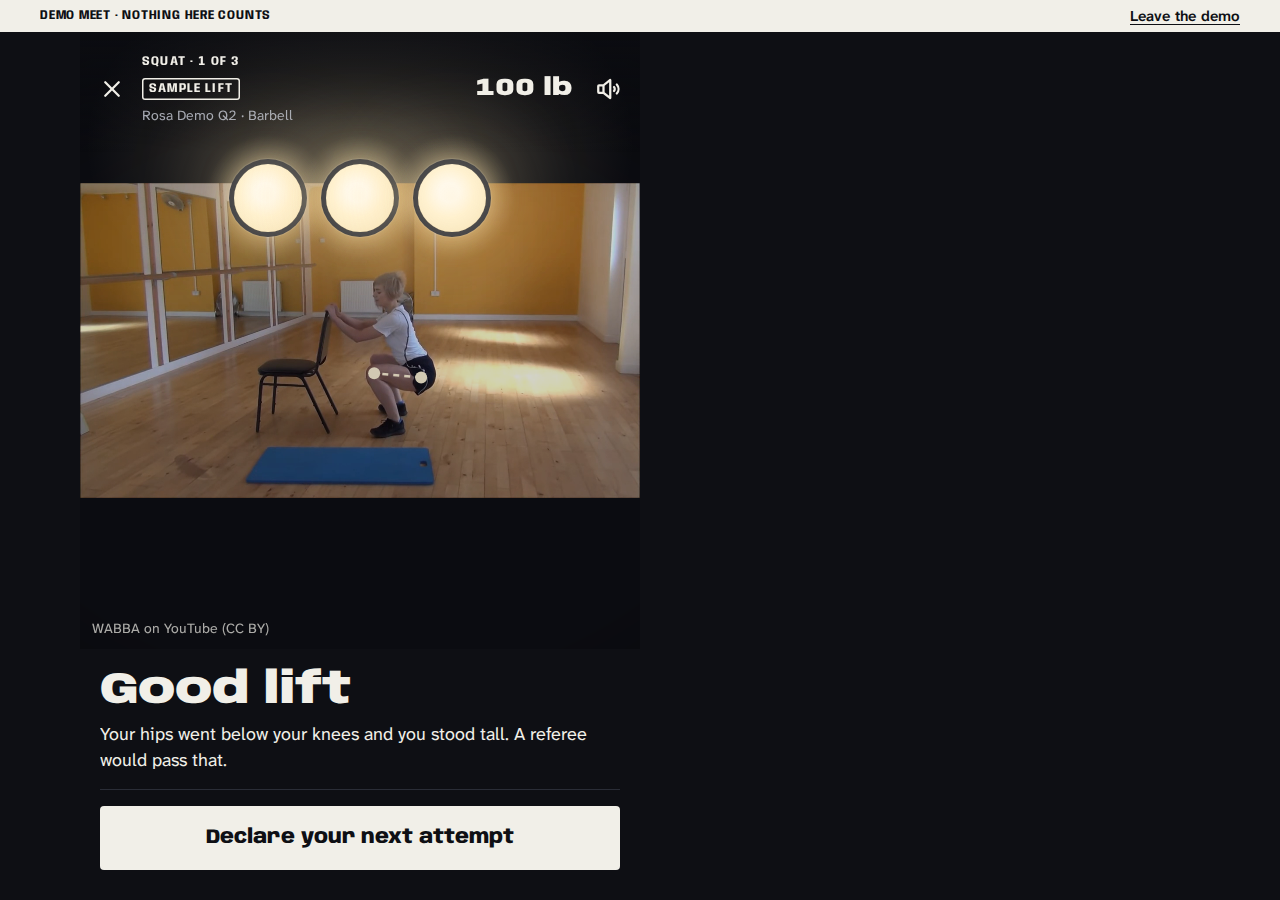 DEMO MEET · NOTHING HERE COUNTS
Leave the demo
SQUAT · 1 OF 3
SAMPLE LIFT
100 lb
Rosa Demo Q2 · Barbell
WABBA on YouTube (CC BY)
Good lift
Your hips went below your knees and you stood tall. A referee
would pass that.
Declare your next attempt